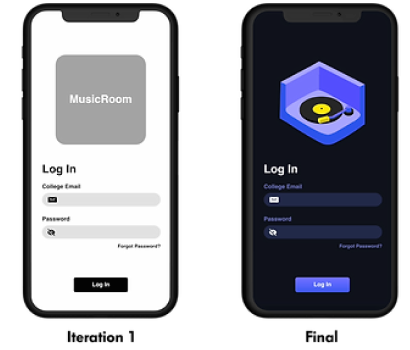 MusicRoom
Log In
College Email
Password
Forgot Password?
Log In
Iteration 1
Log In
College Email
Password
Forgot Password?
Log In
Final